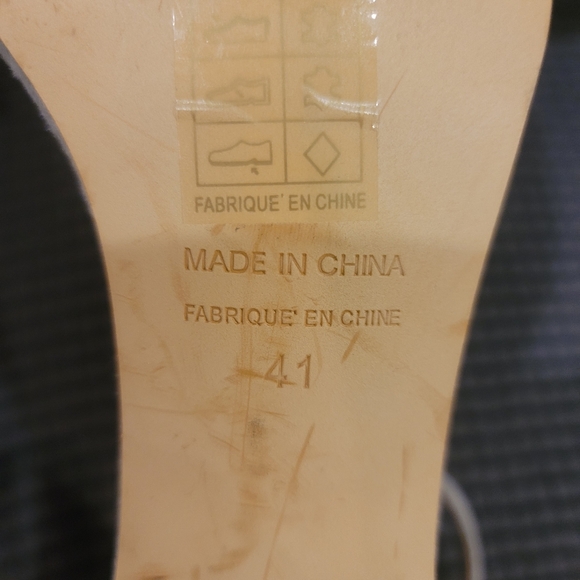 FABRIQUE' EN CHINE
MADE IN CHINA
FABRIQUE' EN CHINE
41